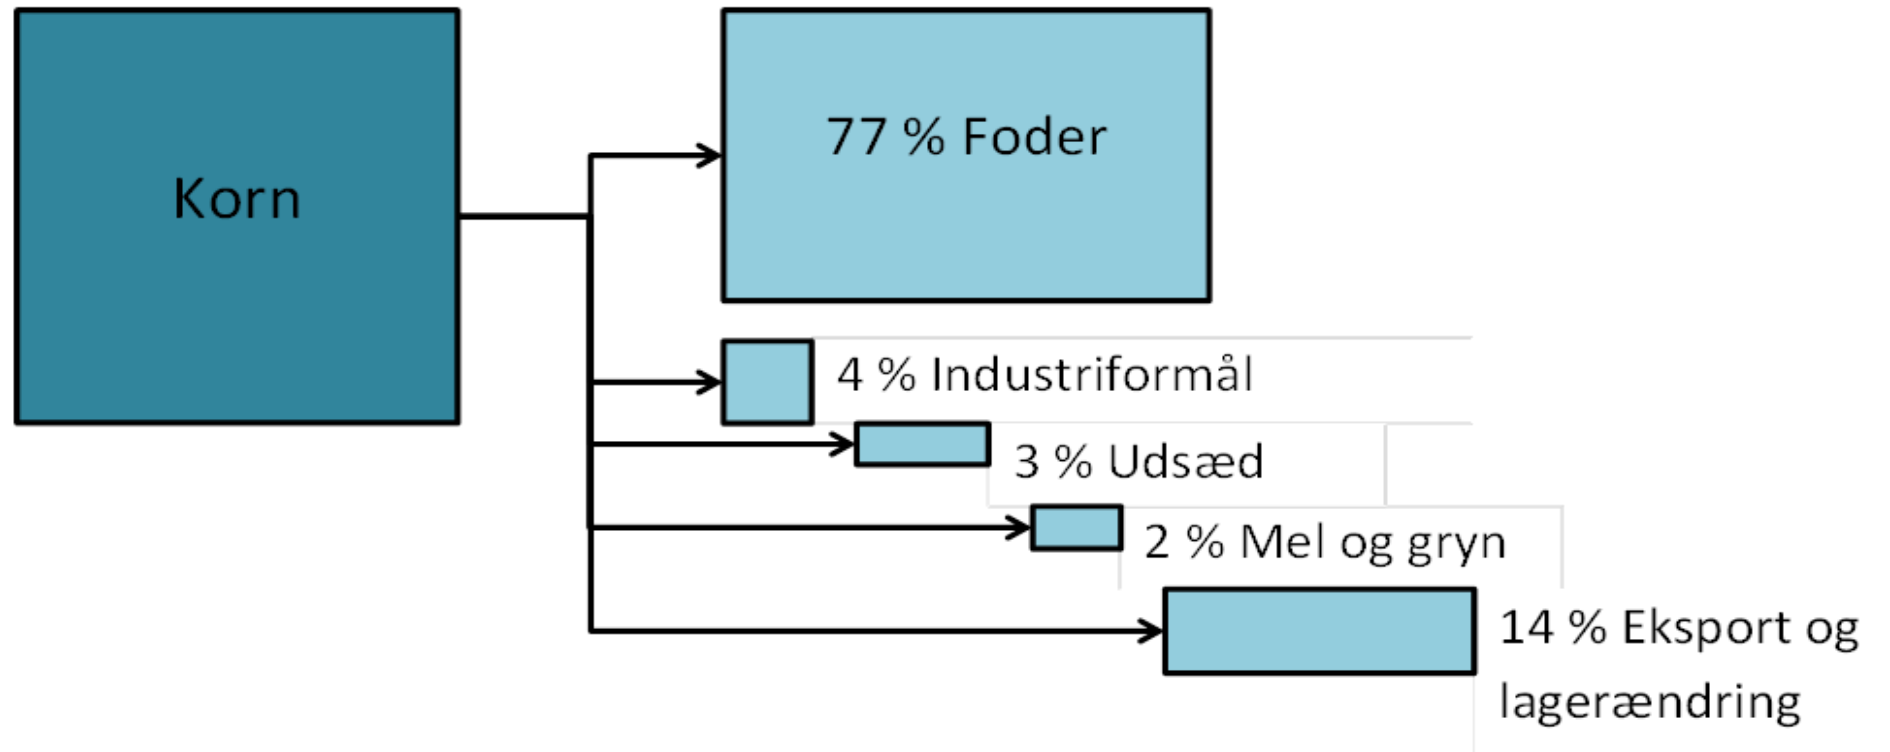 Korn
77 % Foder
4 % Industriformål
3 % Udsæd
2 % Mel og gryn
14 % Eksport og
lagerændring